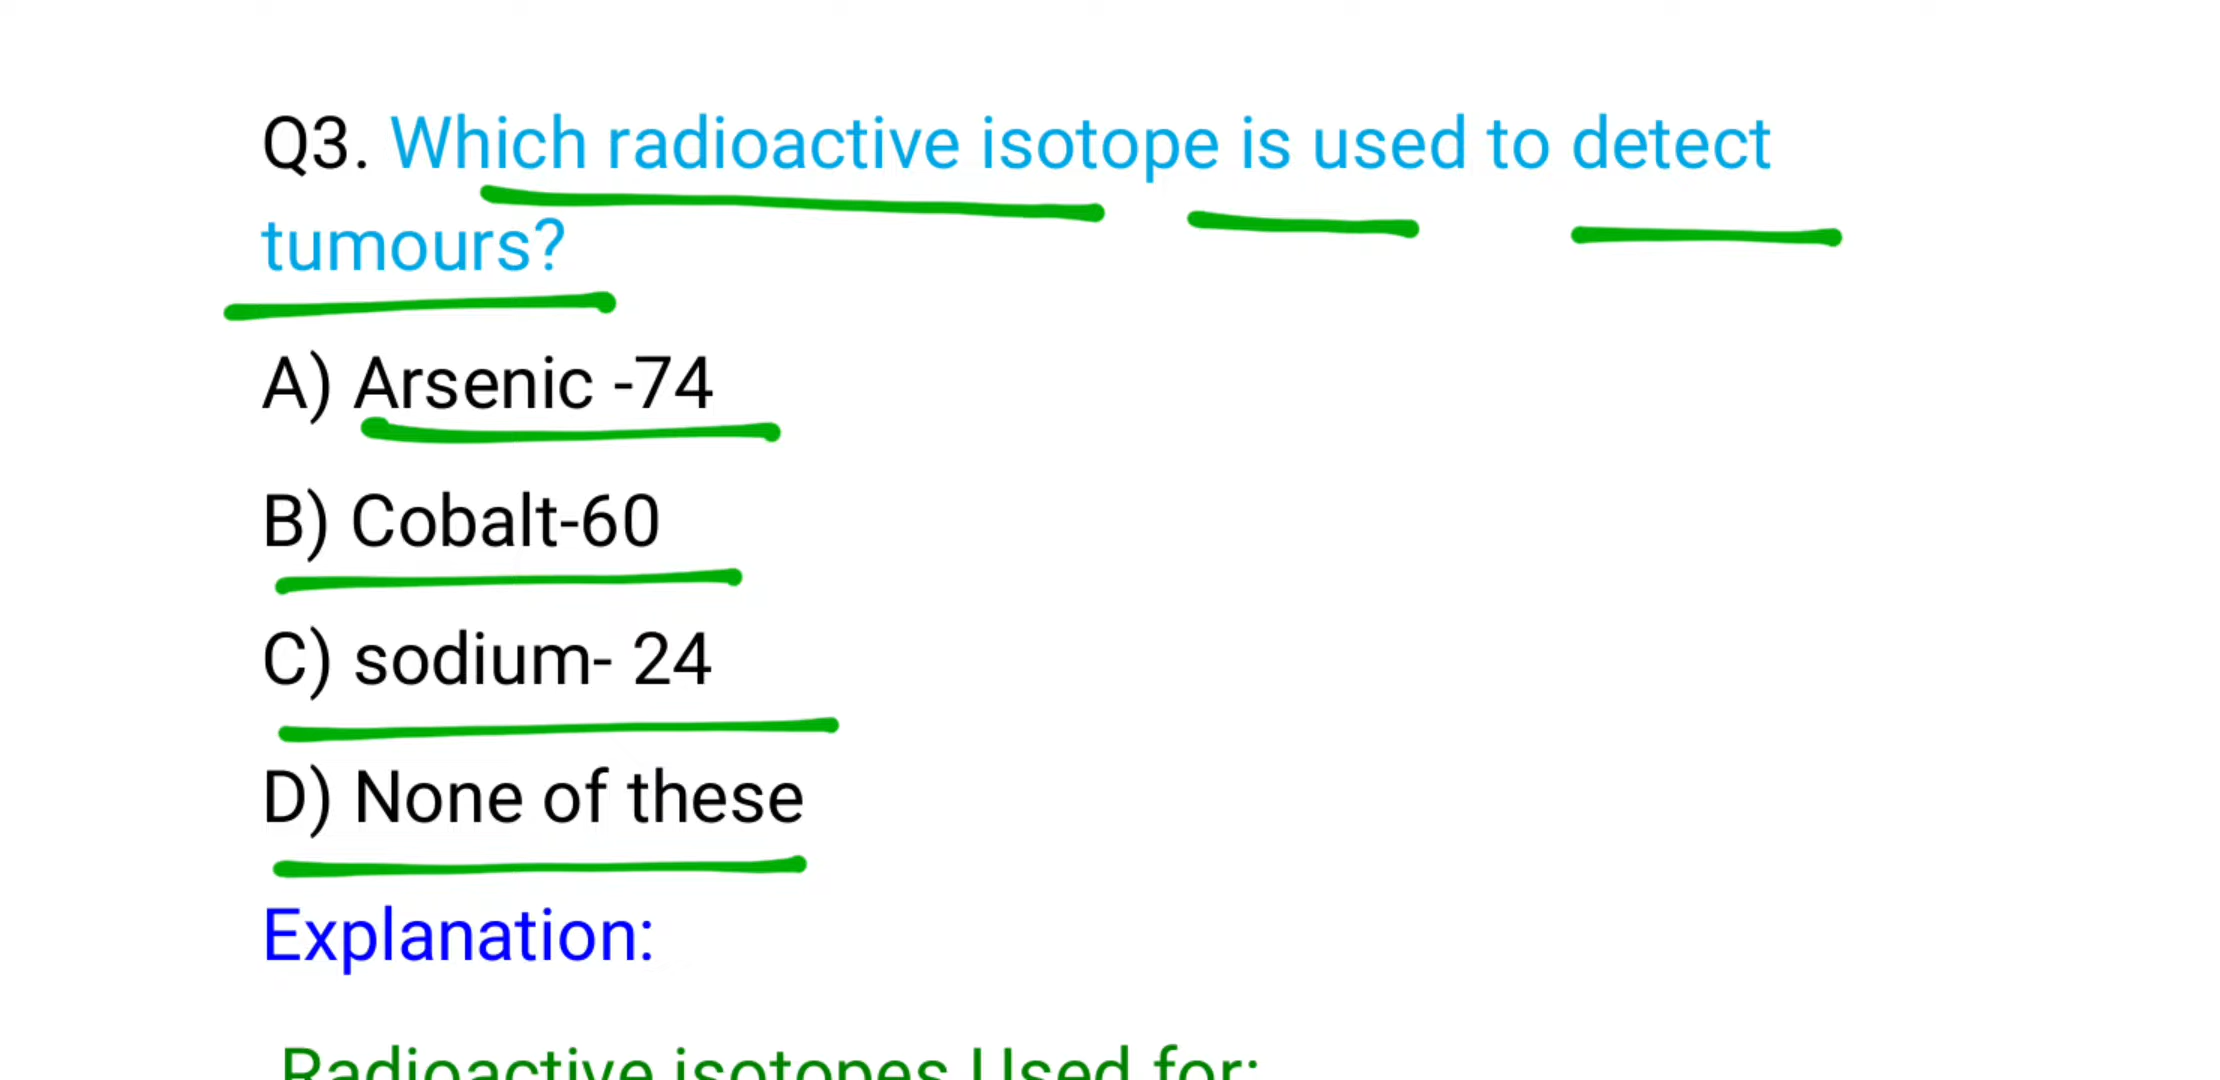 Q3. Which radioactive isotope is used to detect
tumours?
A) Arsenic -74
B) Cobalt-60
C) sodium- 24
D) None of these
Explanation:
Radioactive isotopes Used for: